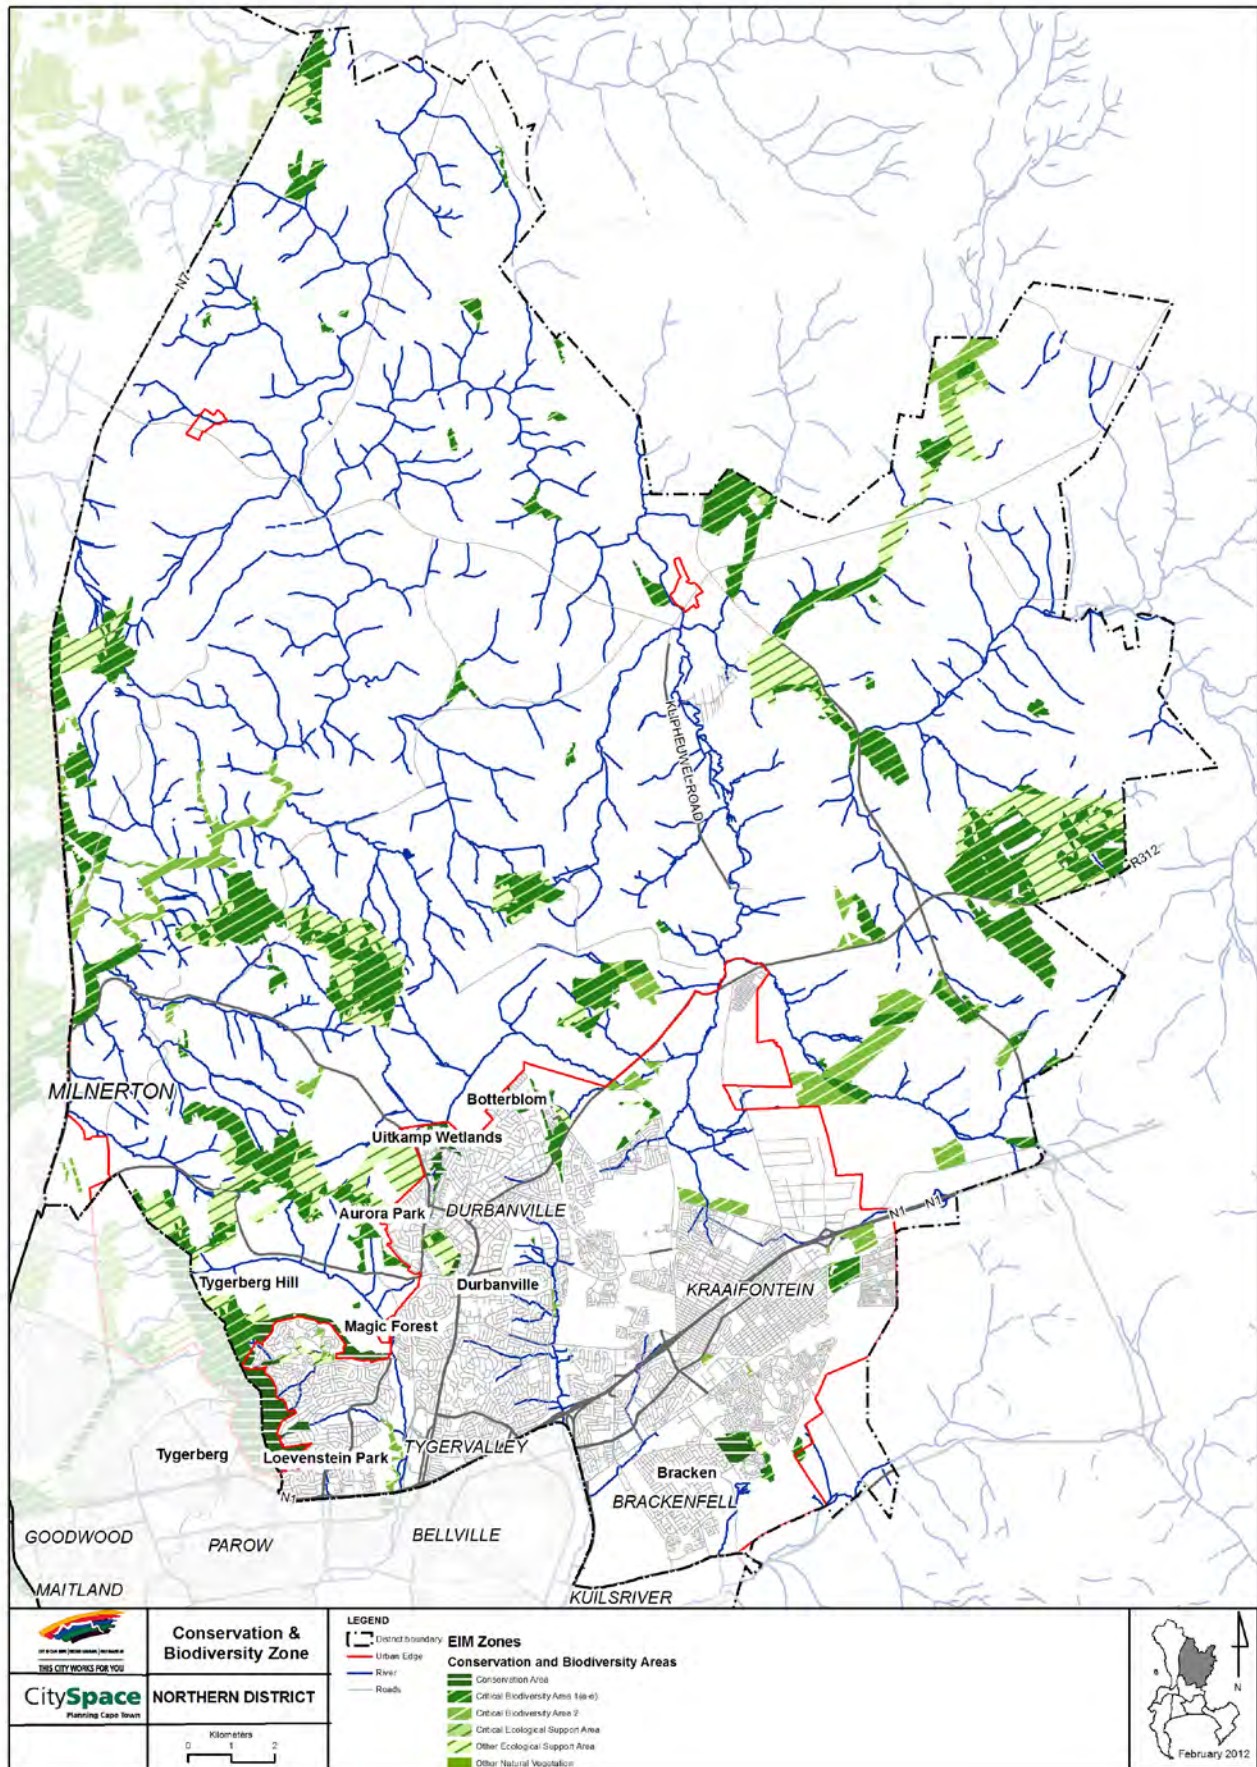 N7
KLIPHEUWEL ROAD
R312
MILNERTON
Botterblom
Uitkamp Wetlands
Aurora Park
DURBANVILLE
N1
N1
Tygerberg Hill
Durbanville
KRAAIFONTEIN
Magic Forest
Tygerberg
Loevenstein Park
TYGERVALLEY
Bracken
BRACKENFELL
N1
GOODWOOD
PAROW
BELLVILLE
MAITLAND
KUILSRIVER
THIS CITY WORKS FOR YOU
CitySpace
Planning Cape Town
Conservation &
Biodiversity Zone
NORTHERN DISTRICT
Kilometers
0 1 2
LEGEND
District boundary
Urban Edge
River
Roads
EIM Zones
Conservation and Biodiversity Areas
Conservation Area
Critical Biodiversity Area 1(a-e)
Critical Biodiversity Area 2
Critical Ecological Support Area
Other Ecological Support Area
Other Natural Vegetation
N
February 2012